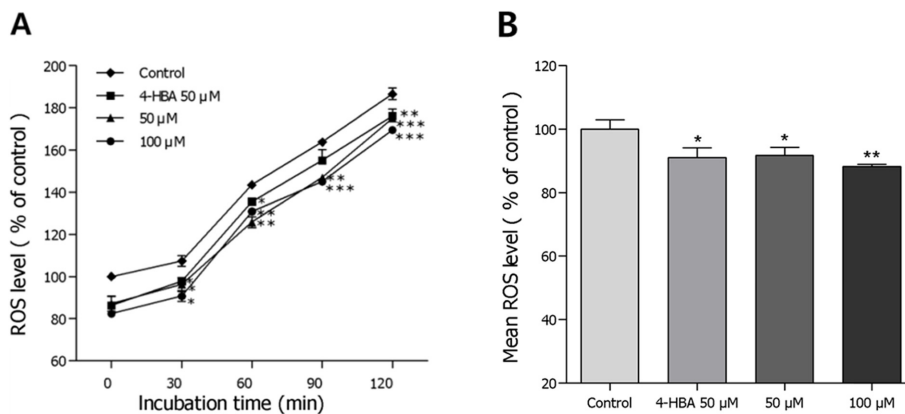 A
ROS level ( % of control)
200
180
160
140
120
100
80
60
Control
4-HBA 50 µM
50 µM
100 µM
*
*
*
*
**
**
**
***
**
***
***
0 30 60 90 120
Incubation time (min)
B
Mean ROS level ( % of control)
120
100
80
60
40
20
*
*
**
Control 4-HBA 50 µM 50 µM 100 µM